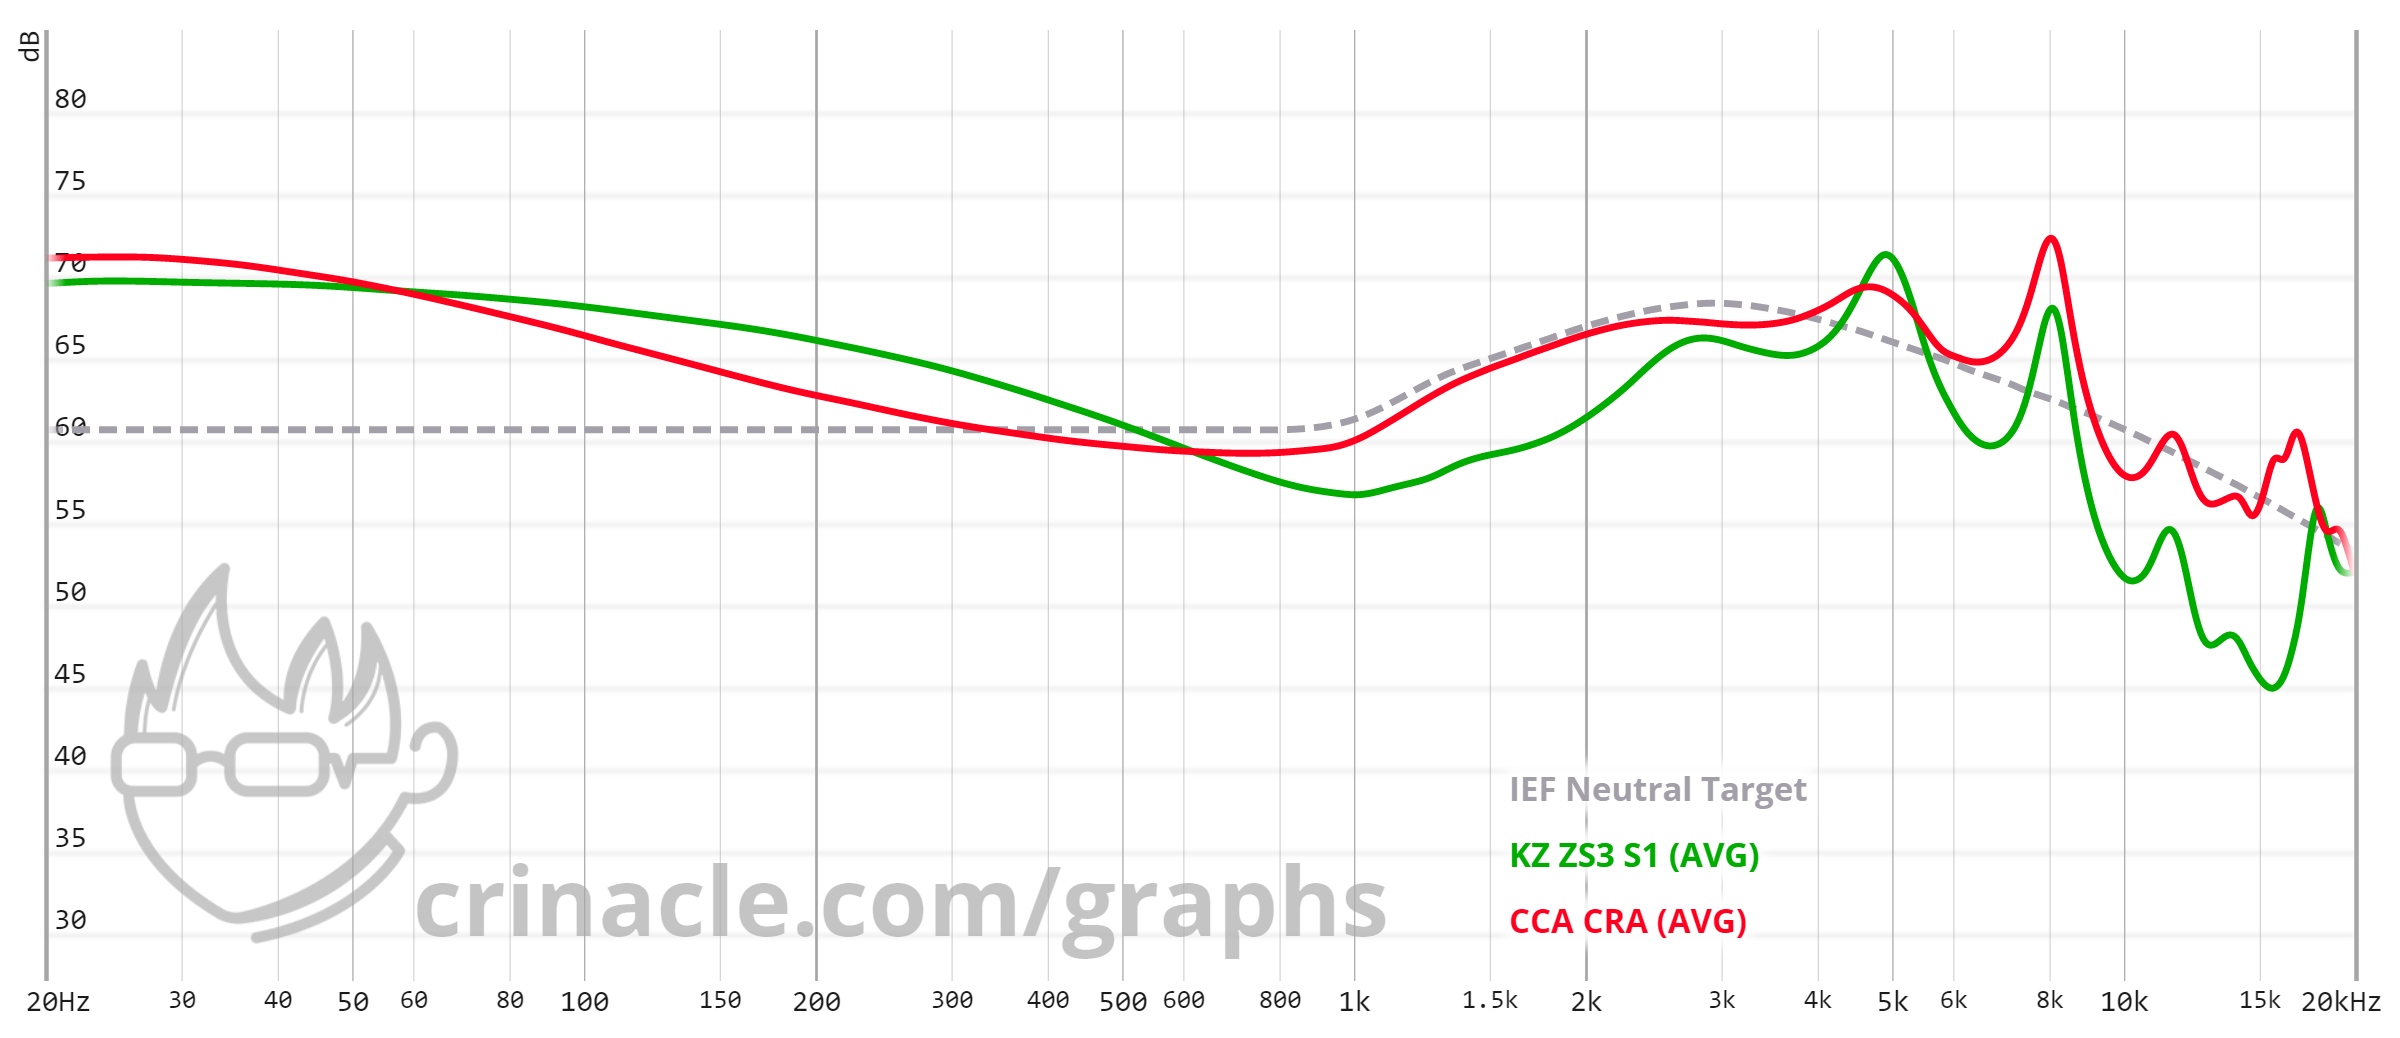 dB
80
75
70
65
60
55
50
45
40
35
30
IEF Neutral Target
KZ ZS3 S1 (AVG)
CCA CRA (AVG)
crinacle.com/graphs
20Hz 30 40 50 60 80 100 150 200 300 400 500 600 800 1k 1.5k 2k 3k 4k 5k 6k 8k 10k 15k 20kHz